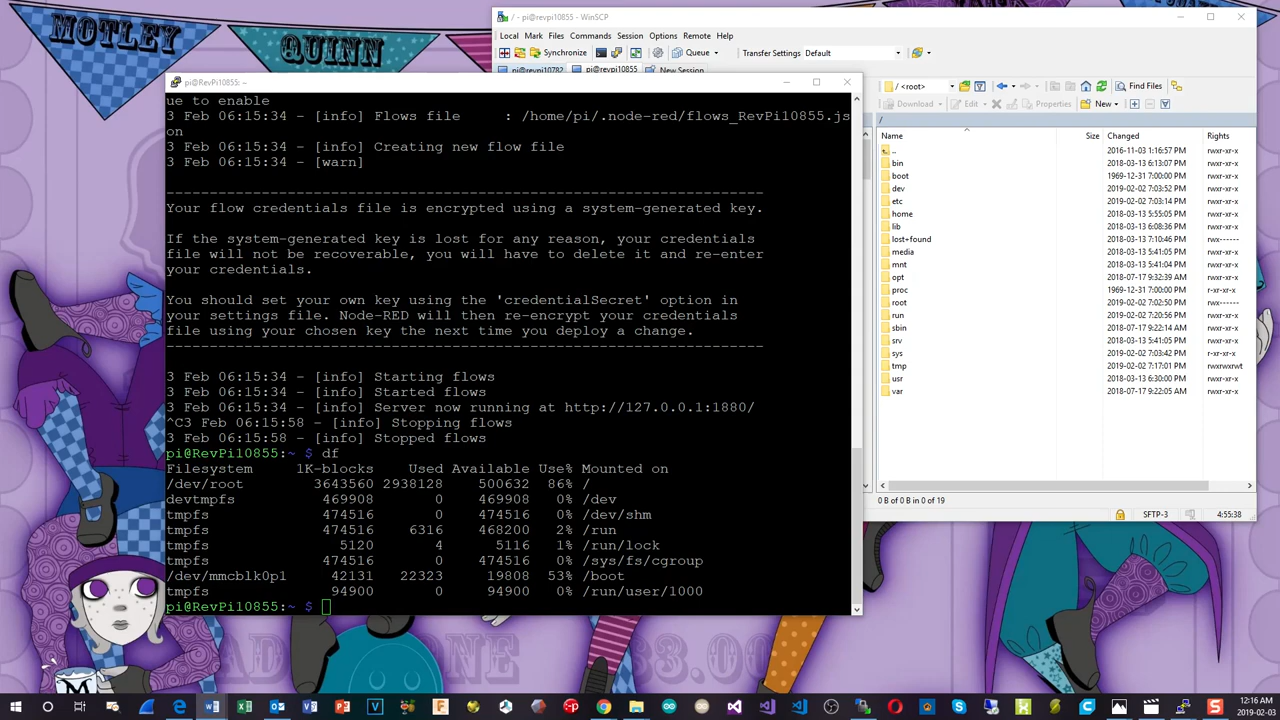 MOTLEY
QUINN
/ - pi@revpi10855 - WinSCP
Local Mark Files Commands Session Options Remote Help
Synchronize Queue Transfer Settings Default
pi@revpi10782 pi@revpi10855 New Session
/ <root> Find Files
Download Edit Properties New
/
Name Size Changed Rights
.. 2016-11-03 1:16:57 PM rwxr-xr-x
bin 2018-03-13 6:13:07 PM rwxr-xr-x
boot 1969-12-31 7:00:00 PM rwxr-xr-x
dev 2019-02-02 7:03:52 PM rwxr-xr-x
etc 2019-02-02 7:03:14 PM rwxr-xr-x
home 2018-03-13 5:55:05 PM rwxr-xr-x
lib 2018-03-13 6:08:36 PM rwxr-xr-x
lost+found 2018-03-13 7:10:46 PM rwx------
media 2018-03-13 5:41:05 PM rwxr-xr-x
mnt 2018-03-13 5:41:04 PM rwxr-xr-x
opt 2018-07-17 9:32:39 AM rwxr-xr-x
proc 1969-12-31 7:00:00 PM r-xr-xr-x
root 2019-02-02 7:02:50 PM rwx------
run 2019-02-02 7:20:56 PM rwxr-xr-x
sbin 2018-07-17 9:22:14 AM rwxr-xr-x
srv 2018-03-13 5:41:04 PM rwxr-xr-x
sys 2019-02-02 7:03:42 PM r-xr-xr-x
tmp 2019-02-02 7:17:01 PM rwxrwxrwt
usr 2018-03-13 6:30:00 PM rwxr-xr-x
var 2018-07-17 9:22:05 AM rwxr-xr-x
0 B of 0 B in 0 of 19
SFTP-3 4:55:38
pi@RevPi10855: ~
ue to enable
3 Feb 06:15:34 - [info] Flows file     : /home/pi/.node-red/flows_RevPi10855.js
on
3 Feb 06:15:34 - [info] Creating new flow file
3 Feb 06:15:34 - [warn]
---------------------------------------------------------------------
Your flow credentials file is encrypted using a system-generated key.
If the system-generated key is lost for any reason, your credentials
file will not be recoverable, you will have to delete it and re-enter
your credentials.
You should set your own key using the 'credentialSecret' option in
your settings file. Node-RED will then re-encrypt your credentials
file using your chosen key the next time you deploy a change.
---------------------------------------------------------------------
3 Feb 06:15:34 - [info] Starting flows
3 Feb 06:15:34 - [info] Started flows
3 Feb 06:15:34 - [info] Server now running at http://127.0.0.1:1880/
^C3 Feb 06:15:58 - [info] Stopping flows
3 Feb 06:15:58 - [info] Stopped flows
pi@RevPi10855:~ $ df
Filesystem     1K-blocks    Used Available Use% Mounted on
/dev/root        3643560 2938128    500632  86% /
devtmpfs          469908       0    469908   0% /dev
tmpfs             474516       0    474516   0% /dev/shm
tmpfs             474516    6316    468200   2% /run
tmpfs               5120       4      5116   1% /run/lock
tmpfs             474516       0    474516   0% /sys/fs/cgroup
/dev/mmcblk0p1     42131   22323     19808  53% /boot
tmpfs              94900       0     94900   0% /run/user/1000
pi@RevPi10855:~ $
12:16 AM
2019-02-03